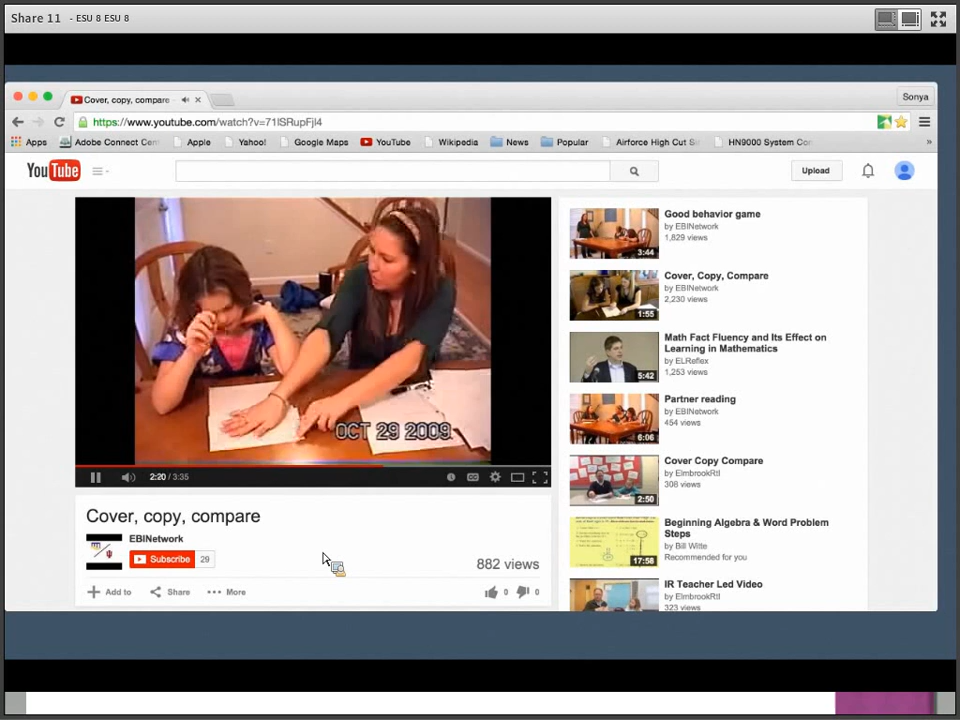 Share 11 - ESU 8 ESU 8
Cover, copy, compare
Sonya
https://www.youtube.com/watch?v=71lSRupFjl4
Apps Adobe Connect Cen Apple Yahoo! Google Maps YouTube Wikipedia News Popular Airforce High Cut Si HN9000 System Con »
YouTube
Upload
OCT 29 2009
2:20 / 3:35
Cover, copy, compare
EBINetwork
Subscribe 29
882 views
Add to Share More 0 0
Good behavior game
by EBINetwork
1,829 views
3:44
Cover, Copy, Compare
by EBINetwork
2,230 views
1:55
Math Fact Fluency and Its Effect on
Learning in Mathematics
by ELReflex
1,253 views
5:42
Partner reading
by EBINetwork
454 views
6:06
Cover Copy Compare
by ElmbrookRtI
308 views
2:50
Beginning Algebra & Word Problem
Steps
by Bill Witte
Recommended for you
17:58
IR Teacher Led Video
by ElmbrookRtI
323 views